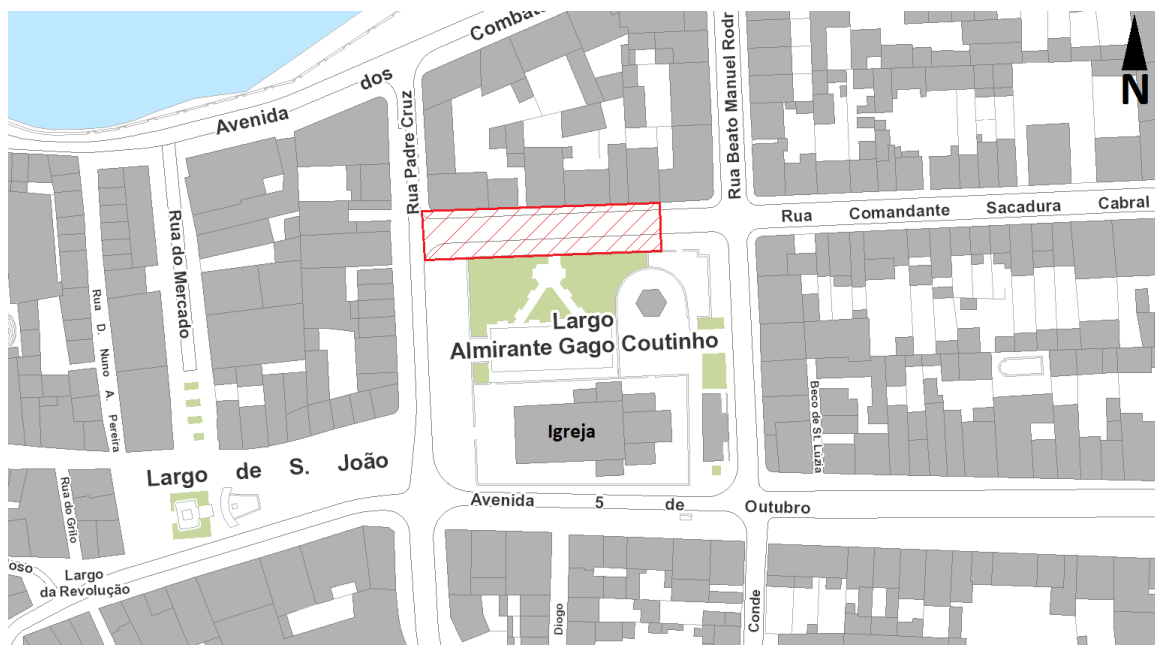 Combate
N
Avenida dos
Rua Padre Cruz
Rua Beato Manuel Rodr
Rua Comandante Sacadura Cabral
Rua do Mercado
Rua D. Nuno A. Pereira
Largo
Almirante Gago Coutinho
Beco de St. Lúzia
Igreja
Largo de S. João
Avenida 5 de Outubro
Rua do Grilo
oso
Largo
da Revolução
Diogo
Conde